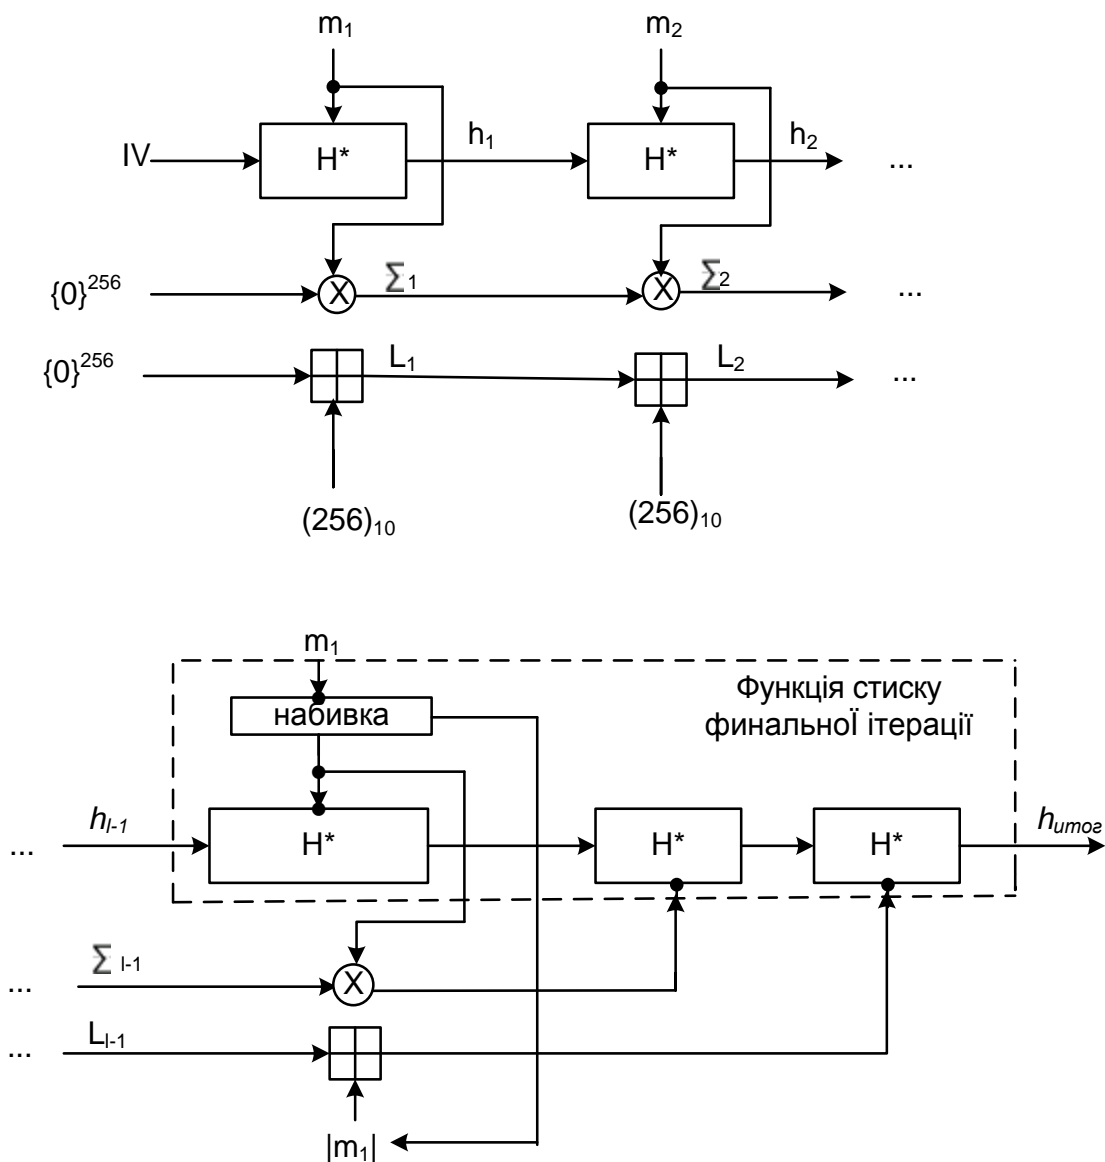 m₁ m₂
IV H* h₁ H* h₂ ...
{0}²⁵⁶ X Σ₁ X Σ₂ ...
{0}²⁵⁶ L₁ L₂ ...
(256)₁₀ (256)₁₀
m₁
набивка
Функція стиску
финальноЇ ітерації
... hₗ₋₁ H* H* H* hитог
... Σ l-1 X
... Lₗ₋₁
|m₁|